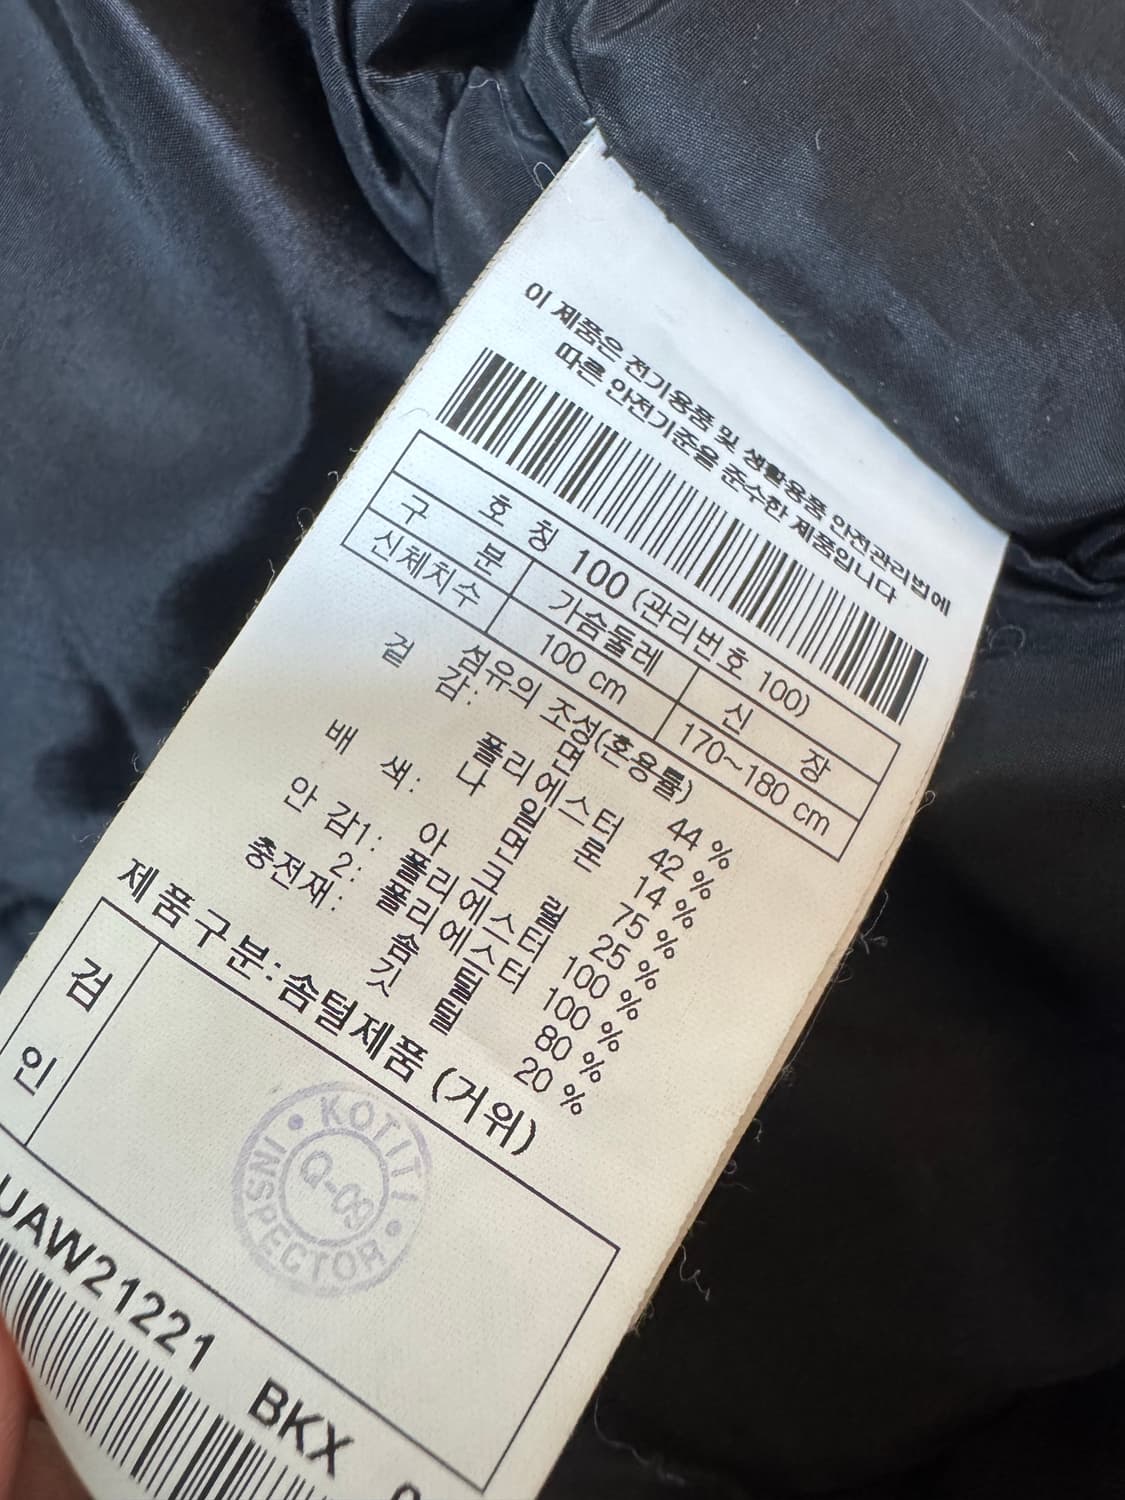 이 제품은 전기용품 및 생활용품 안전관리법에
따른 안전기준을 준수한 제품입니다
호 칭 100 (관리번호 100)
구 분 가슴둘레 신 장
신체치수 100 cm 170~180 cm
섬유의 조성(혼용률)
겉 감: 면 44 %
폴리에스터 42 %
나 일 론 14 %
배 색: 면 75 %
아 크 릴 25 %
안 감1: 폴리에스터 100 %
2: 폴리에스터 100 %
충전재: 솜 털 80 %
깃 털 20 %
제품구분: 솜털제품 (거위)
검 인
KOTITI
Q-09
INSPECTOR
UAW21221 BKX